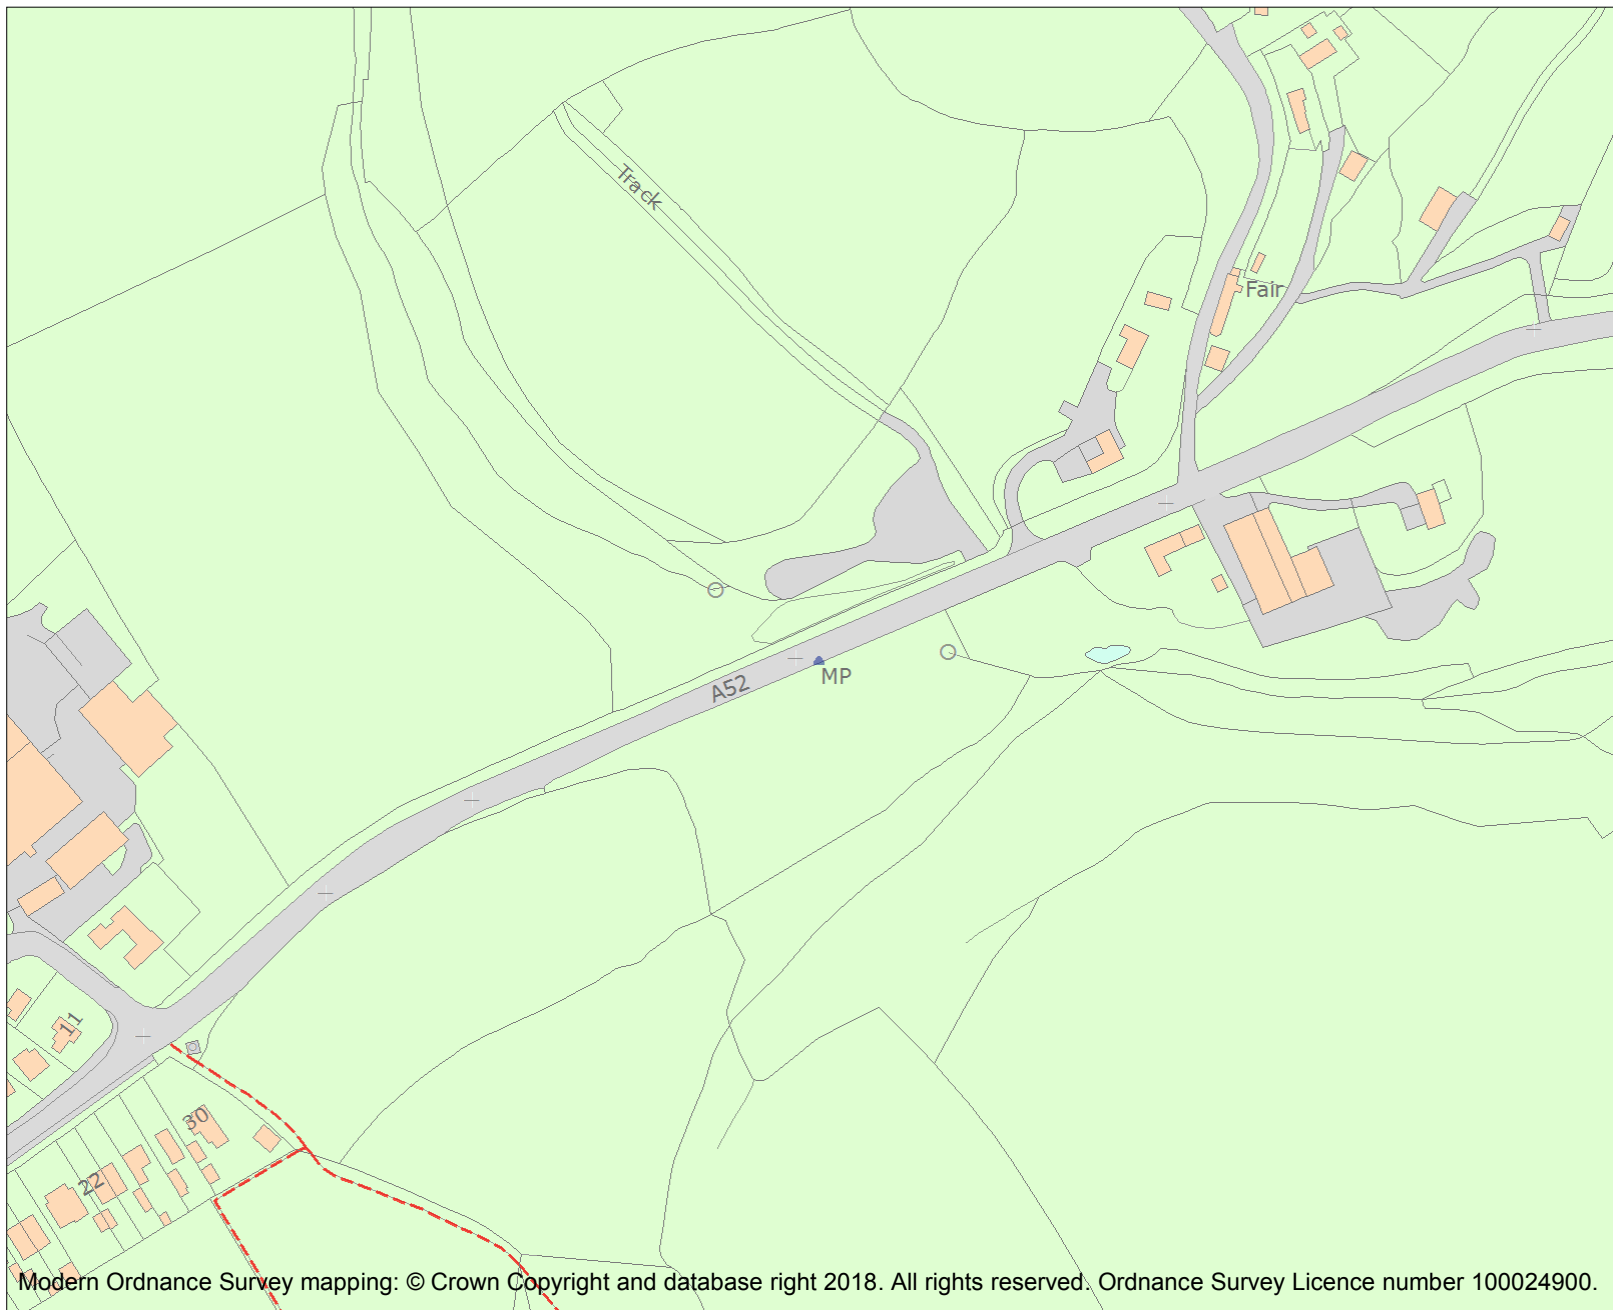 Track
Fair
MP
A52
11
30
22
Modern Ordnance Survey mapping: © Crown Copyright and database right 2018. All rights reserved. Ordnance Survey Licence number 100024900.